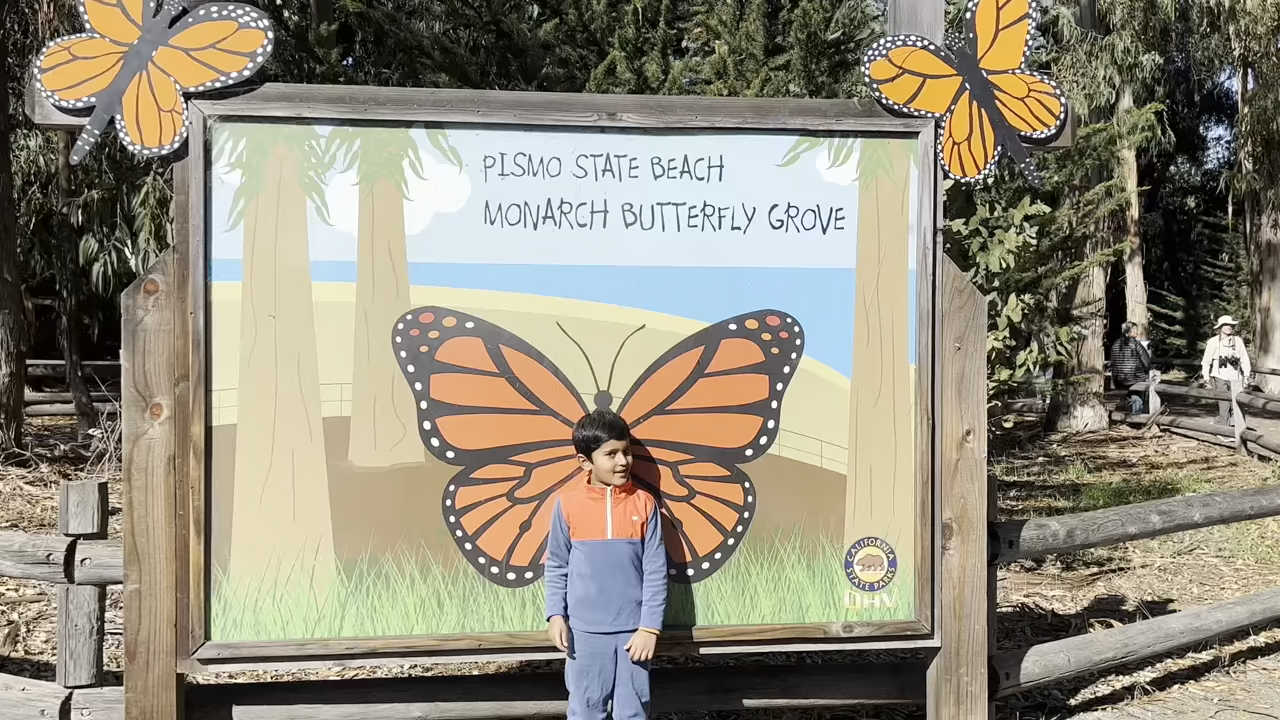 PISMO STATE BEACH
MONARCH BUTTERFLY GROVE
CALIFORNIA
STATE PARKS
OHV